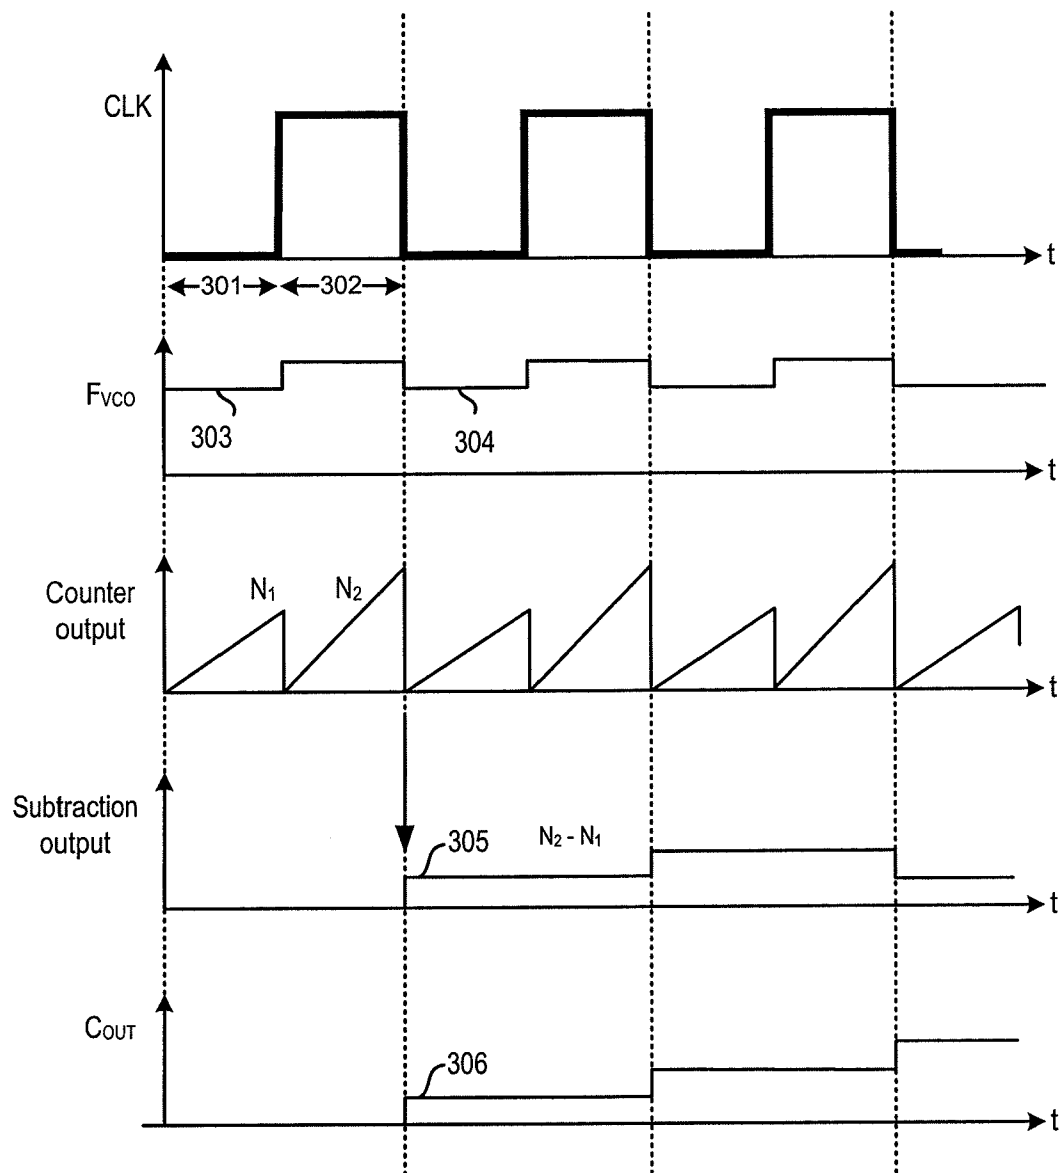 CLK
t
301
302
FVCO
303
304
t
Counter
output
N1
N2
t
Subtraction
output
305
N2 - N1
t
COUT
306
t